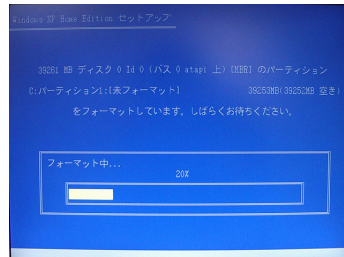 Windows XP Home Edition セットアップ
39261 MB ディスク 0 Id 0 (バス 0 atapi 上) [MBR] のパーティション
C:パーティション1:[未フォーマット] 39253MB(39252MB 空き)
をフォーマットしています。しばらくお待ちください。
フォーマット中...
20%